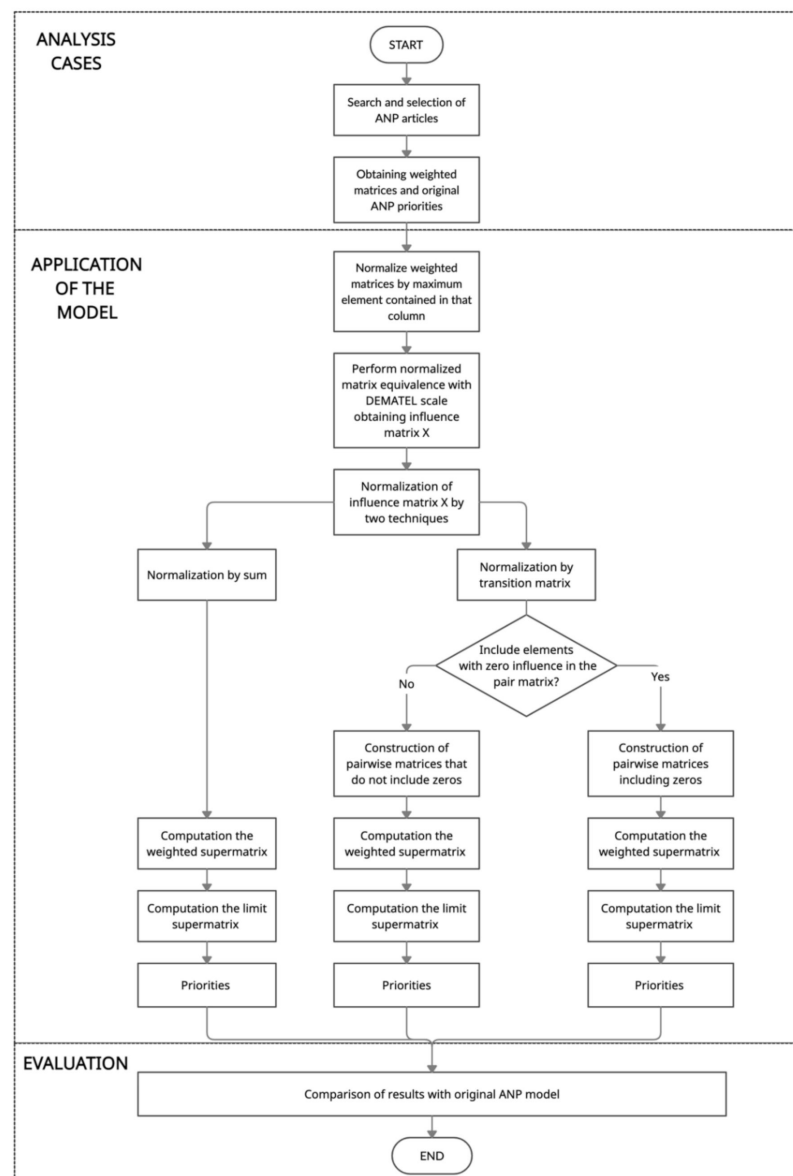 ANALYSIS
CASES
START
Search and selection of
ANP articles
Obtaining weighted
matrices and original
ANP priorities
APPLICATION
OF THE
MODEL
Normalize weighted
matrices by maximum
element contained in that
column
Perform normalized
matrix equivalence with
DEMATEL scale
obtaining influence
matrix X
Normalization of
influence matrix X by
two techniques
Normalization by sum
Normalization by
transition matrix
Include elements
with zero influence in the
pair matrix?
No
Yes
Construction of
pairwise matrices that
do not include zeros
Construction of
pairwise matrices
including zeros
Computation the
weighted supermatrix
Computation the
weighted supermatrix
Computation the
weighted supermatrix
Computation the limit
supermatrix
Computation the limit
supermatrix
Computation the limit
supermatrix
Priorities
Priorities
Priorities
EVALUATION
Comparison of results with original ANP model
END